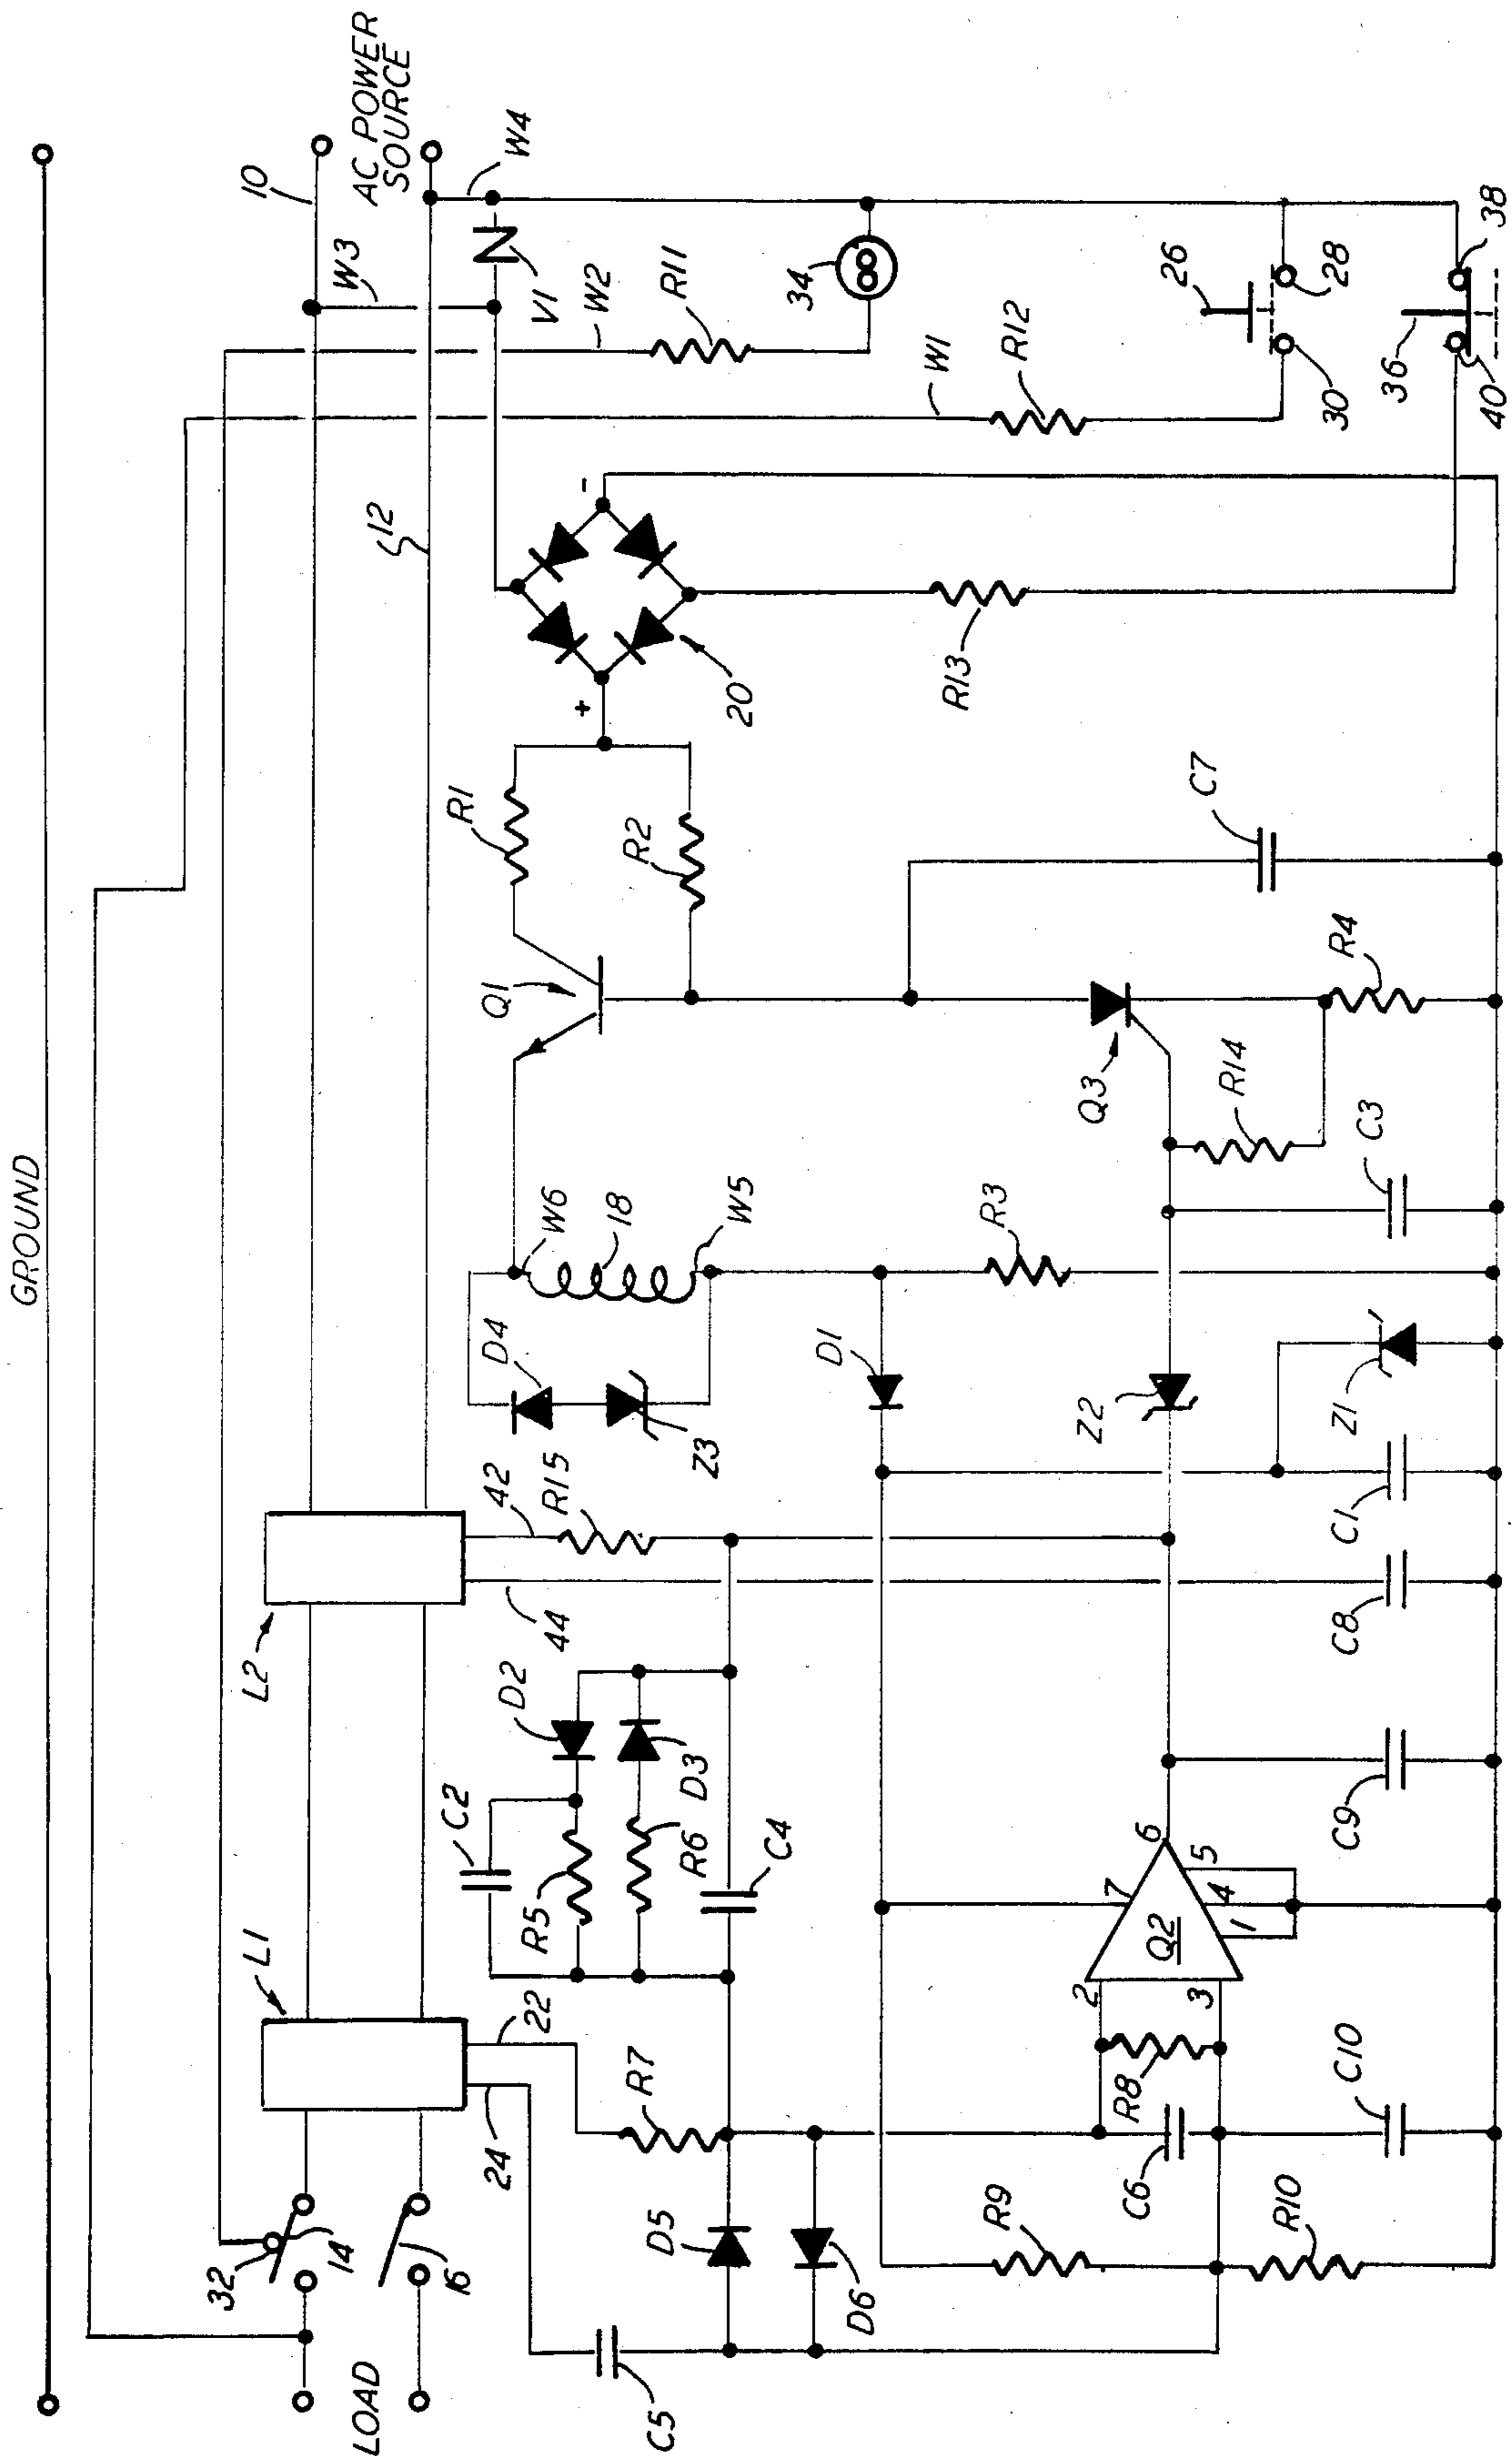 GROUND
AC POWER
SOURCE
LOAD
10
W3
W4
12
32
14
16
L1
L2
V1
W2
R11
34
26
28
30
W1
R12
36
38
40
R13
20
+
-
R1
R2
Q1
C7
Q3
R4
R14
C3
W6
18
W5
R3
D4
Z3
D1
Z2
Z1
C1
42
R15
44
C8
D2
D3
C2
R5
R6
C4
C9
22
24
R7
7
6
5
4
1
2
3
Q2
R8
C6
C10
D5
D6
R9
R10
C5